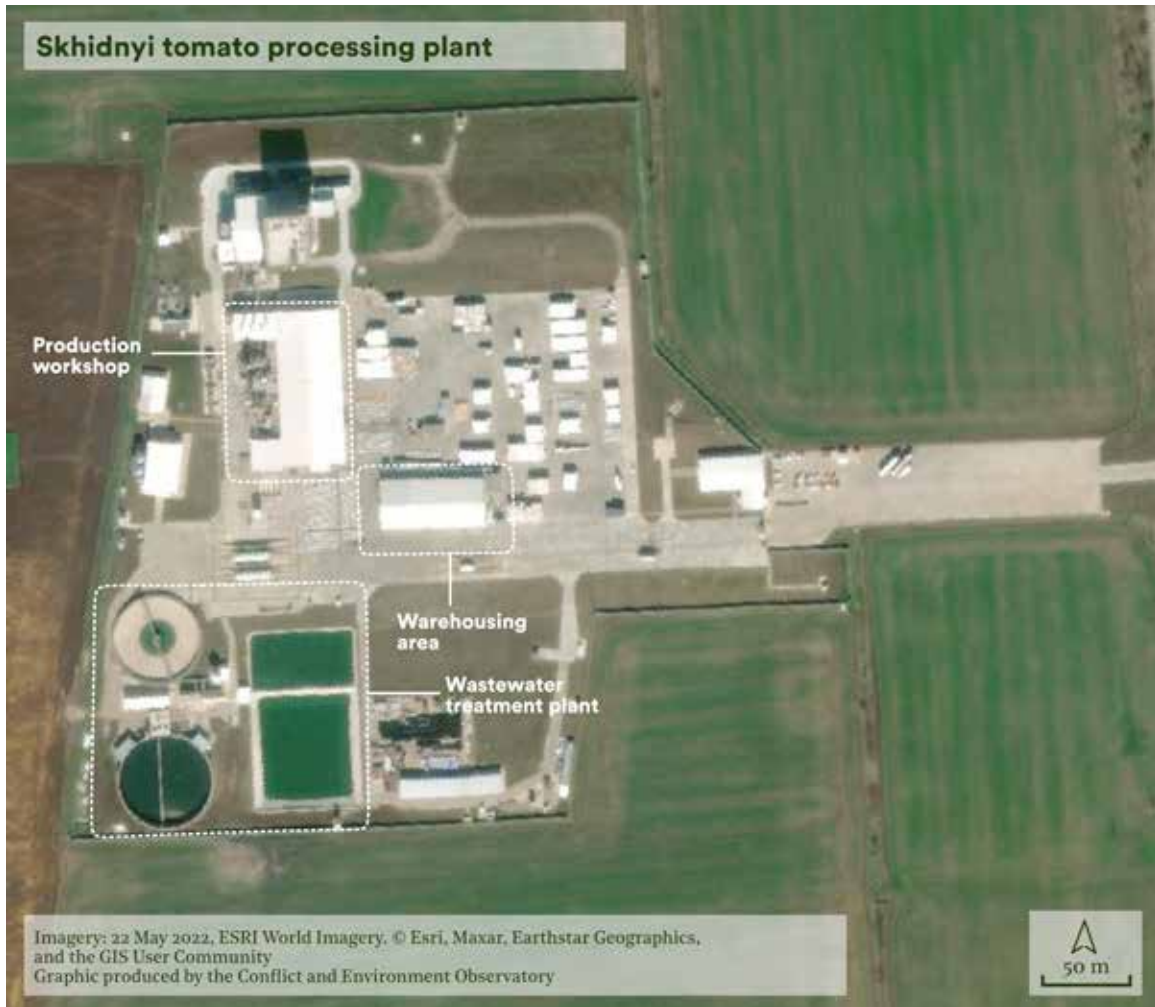 Skhidnyi tomato processing plant
Production
workshop
Warehousing
area
Wastewater
treatment plant
Imagery: 22 May 2022, ESRI World Imagery. © Esri, Maxar, Earthstar Geographics,
and the GIS User Community
Graphic produced by the Conflict and Environment Observatory
50 m